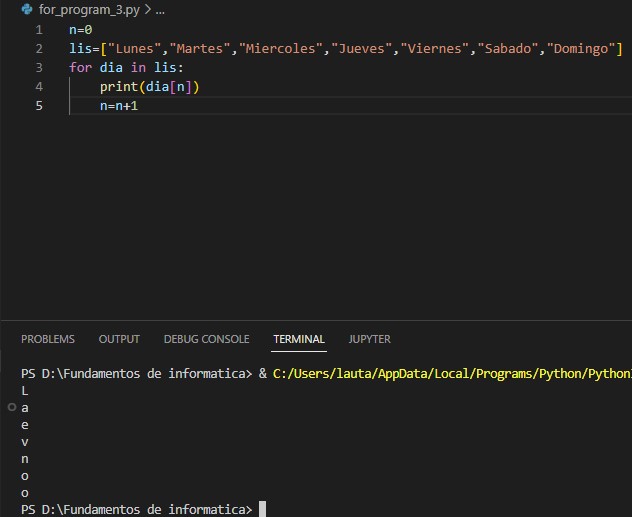 for_program_3.py > ...
1 n=0
2 lis=["Lunes","Martes","Miercoles","Jueves","Viernes","Sabado","Domingo"]
3 for dia in lis:
4     print(dia[n])
5     n=n+1
PROBLEMS OUTPUT DEBUG CONSOLE TERMINAL JUPYTER
PS D:\Fundamentos de informatica> & C:/Users/lauta/AppData/Local/Programs/Python/Python
L
a
e
v
n
o
o
PS D:\Fundamentos de informatica>